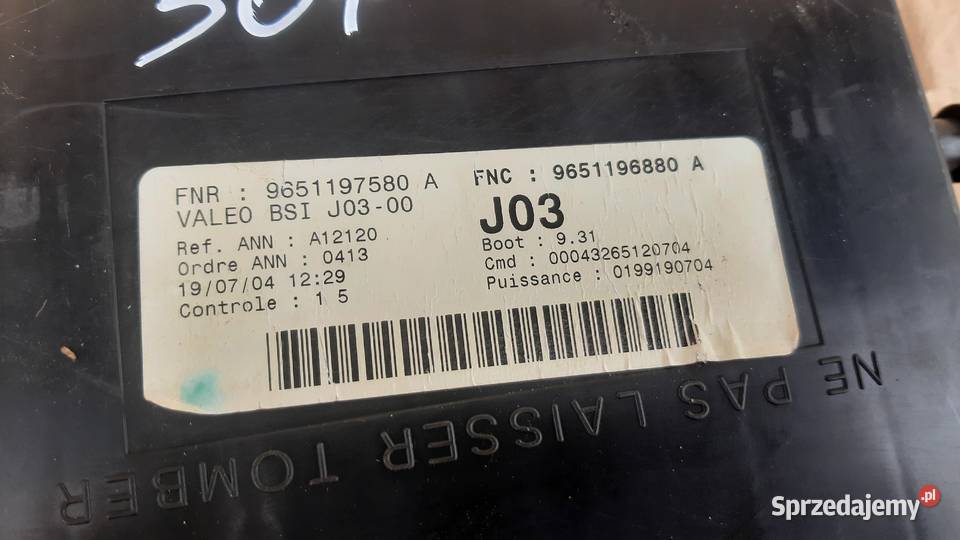 FNR : 9651197580 A
VALEO BSI J03-00
Ref. ANN : A12120
Ordre ANN : 0413
19/07/04 12:29
Controle : 1 5
FNC : 9651196880 A
J03
Boot : 9.31
Cmd : 00043265120704
Puissance : 0199190704
NE PAS LAISSER TOMBER
Sprzedajemy.pl